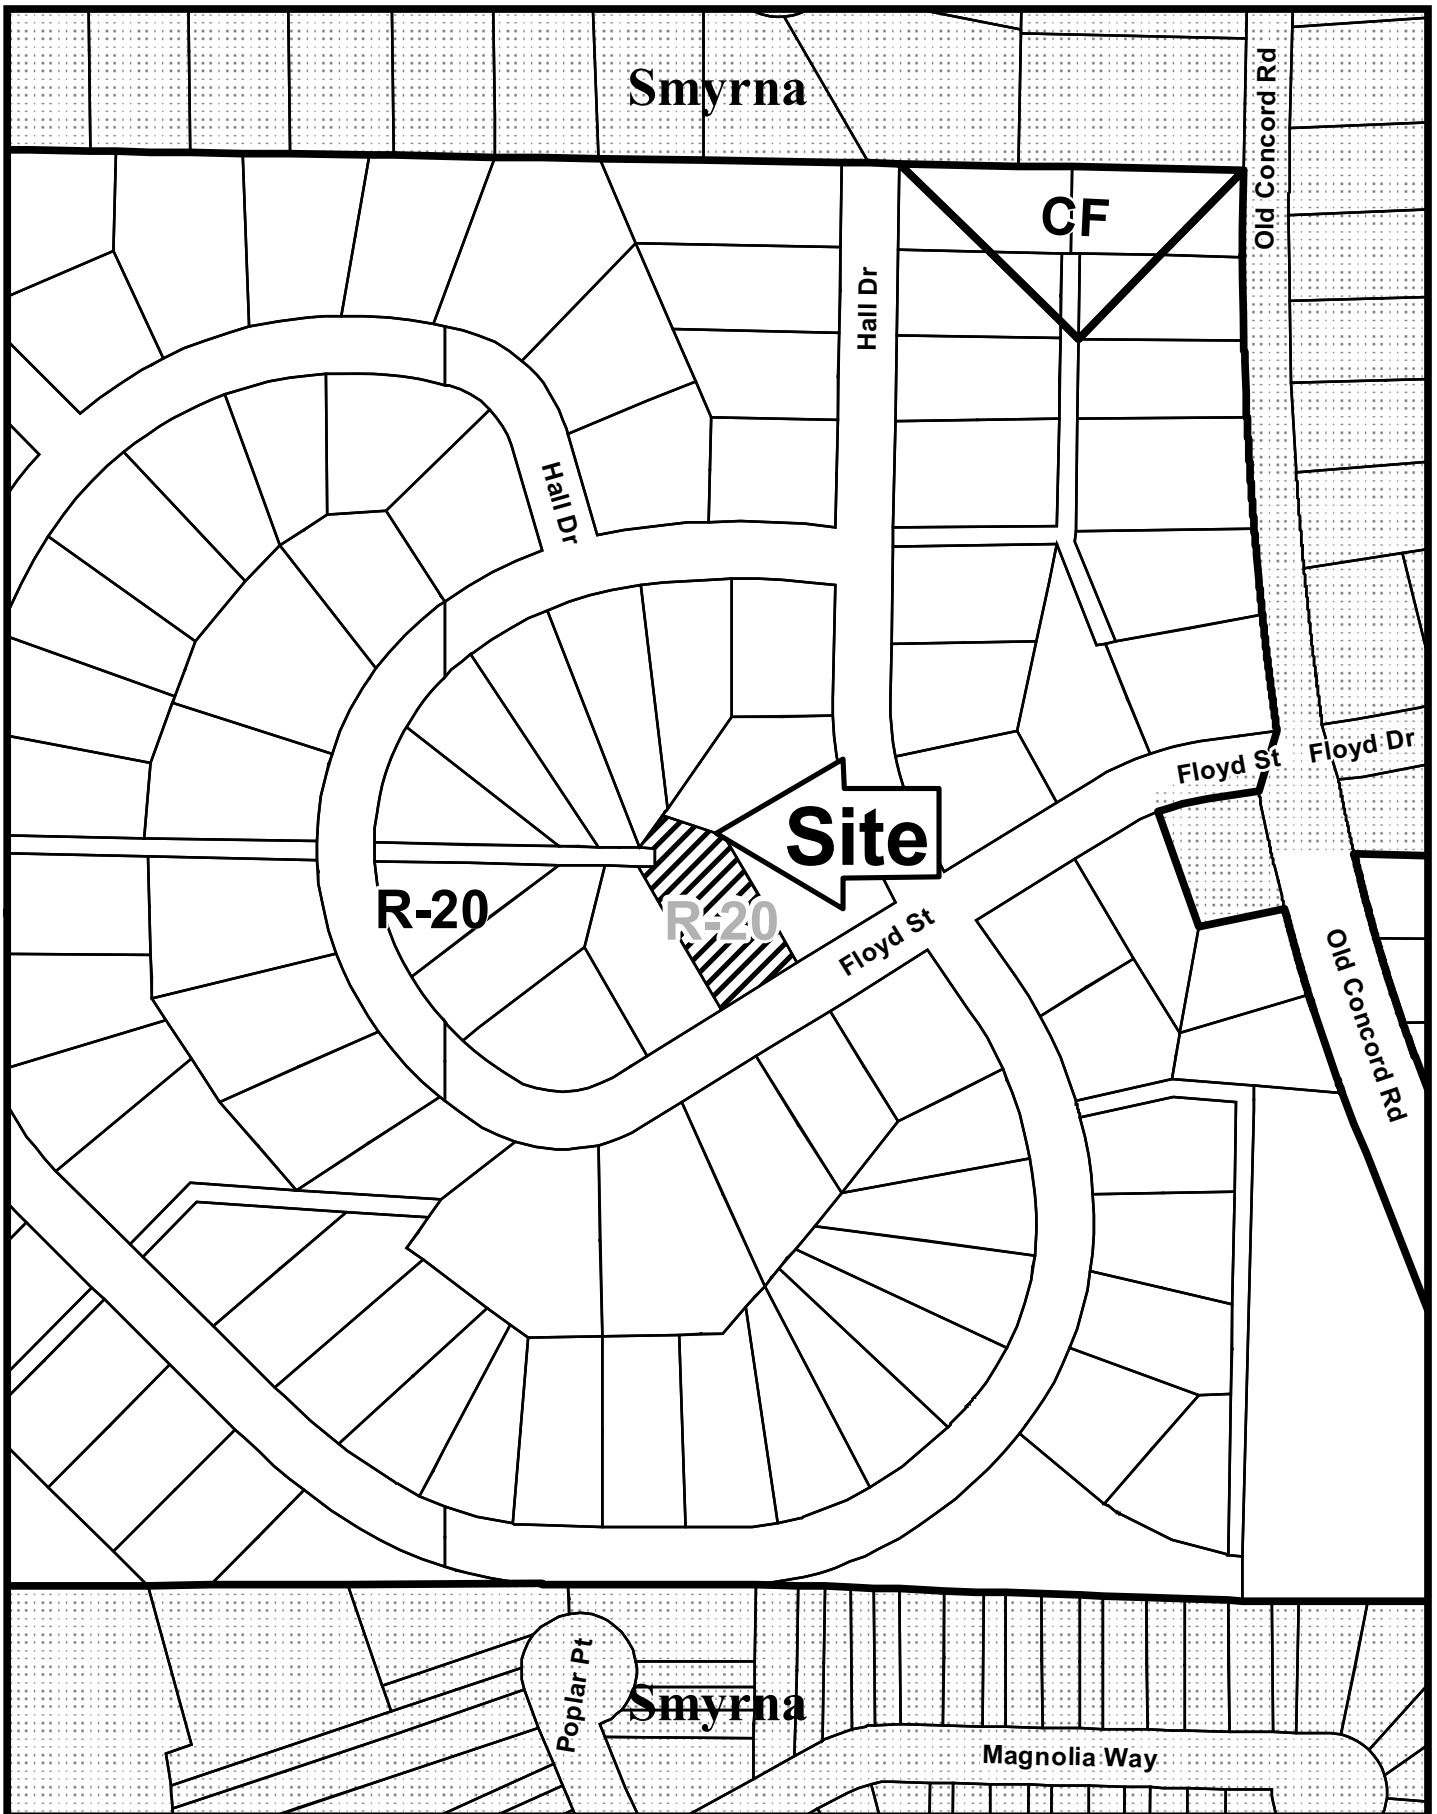 Smyrna
Old Concord Rd
CF
Hall Dr
Hall Dr
Floyd St
Floyd Dr
Site
R-20
R-20
Floyd St
Old Concord Rd
Poplar Pt
Smyrna
Magnolia Way